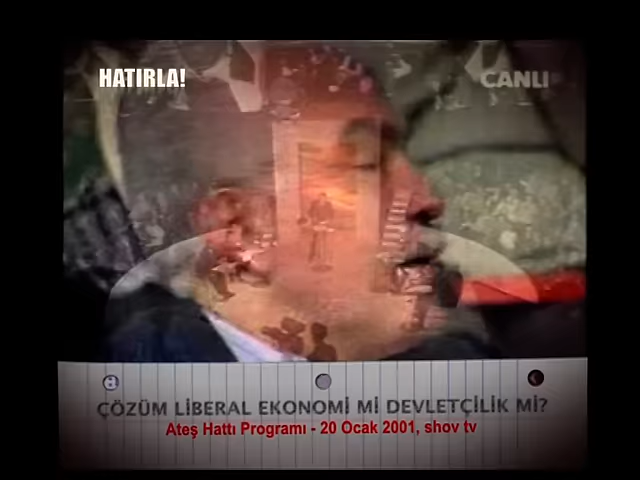 HATIRLA!
CANLI
ÇÖZÜM LİBERAL EKONOMİ Mİ DEVLETÇİLİK Mİ?
Ateş Hattı Programı - 20 Ocak 2001, shov tv